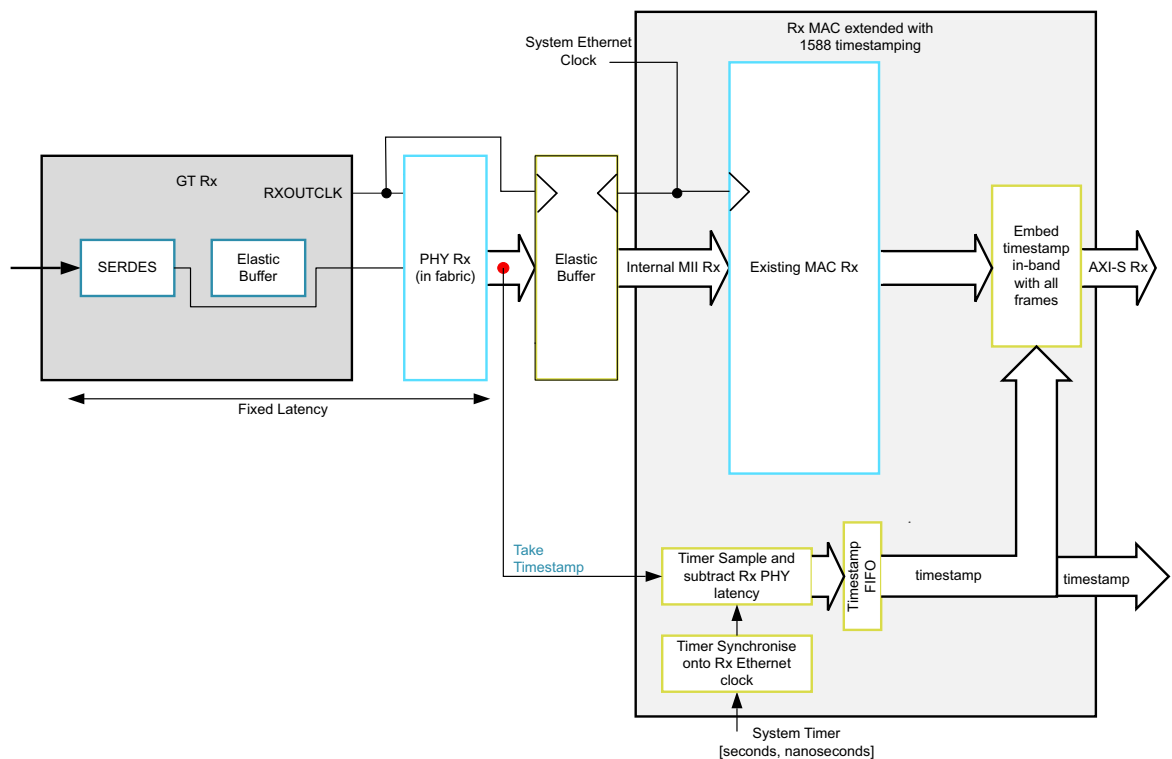 Rx MAC extended with
1588 timestamping
System Ethernet
Clock
GT Rx
RXOUTCLK
SERDES
Elastic
Buffer
PHY Rx
(in fabric)
Elastic
Buffer
Internal MII Rx
Existing MAC Rx
Embed
timestamp
in-band
with all
frames
AXI-S Rx
Fixed Latency
Take
Timestamp
Timer Sample and
subtract Rx PHY
latency
Timestamp
FIFO
timestamp
timestamp
Timer Synchronise
onto Rx Ethernet
clock
System Timer
[seconds, nanoseconds]